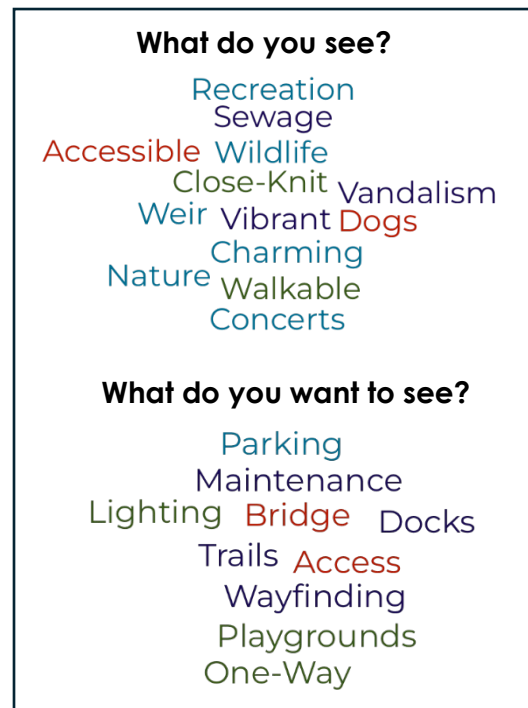 What do you see?
Recreation
Sewage
Accessible Wildlife
Close-Knit Vandalism
Weir Vibrant Dogs
Charming
Nature Walkable
Concerts
What do you want to see?
Parking
Maintenance
Lighting Bridge Docks
Trails Access
Wayfinding
Playgrounds
One-Way